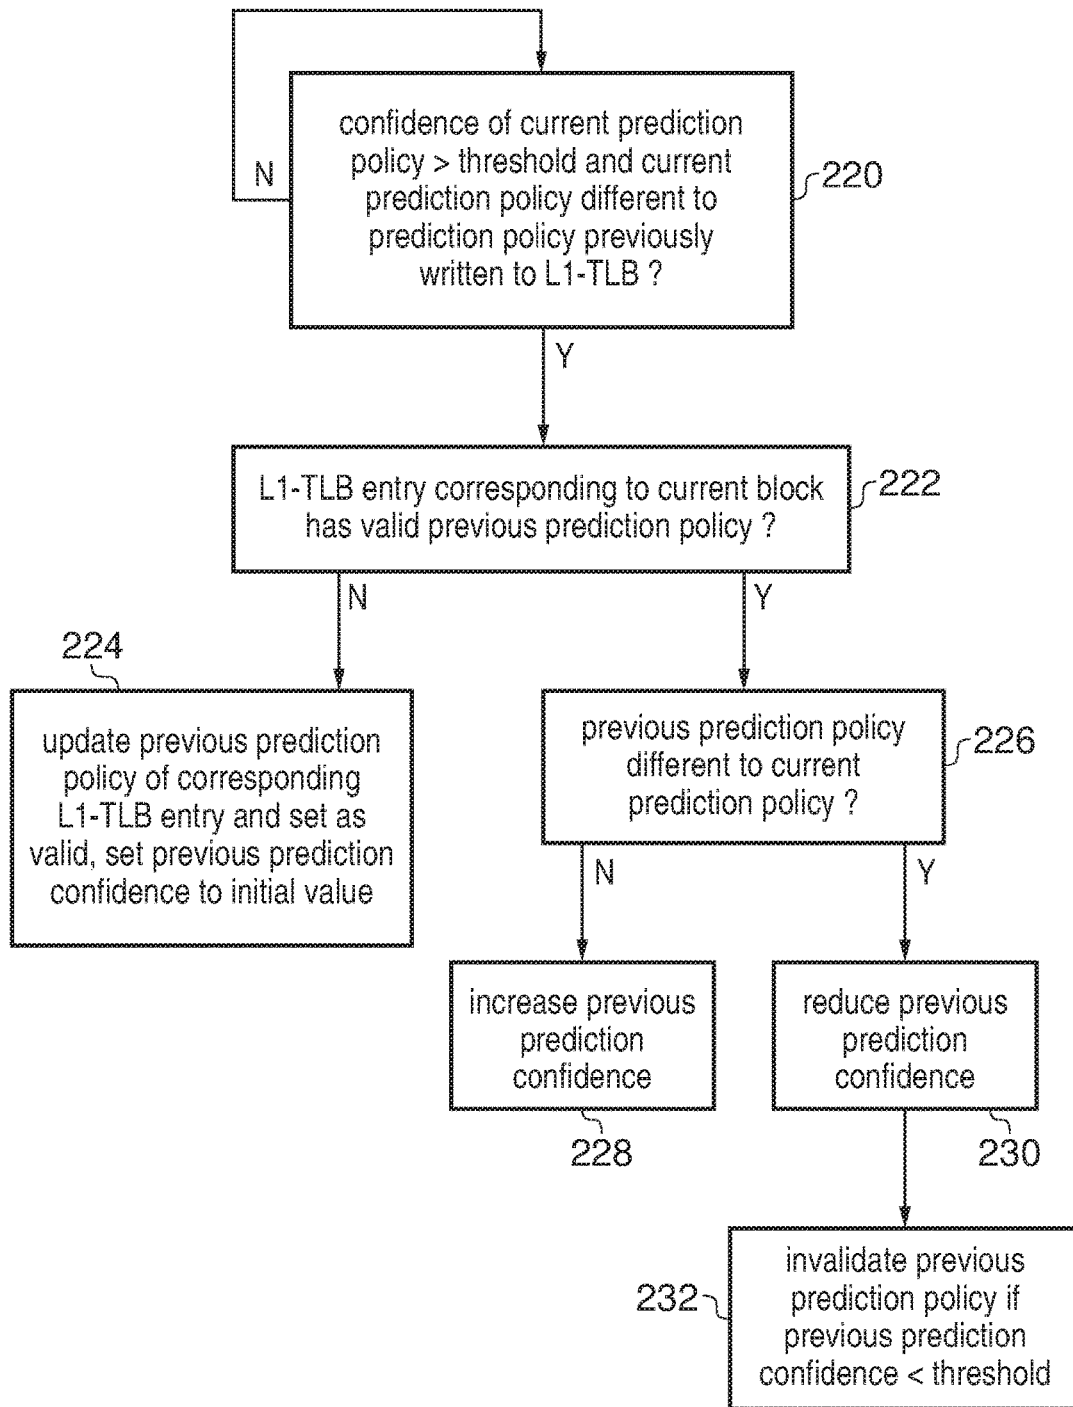 confidence of current prediction
policy > threshold and current
prediction policy different to
prediction policy previously
written to L1-TLB ?
220
N
Y
L1-TLB entry corresponding to current block
has valid previous prediction policy ?
222
N
Y
224
update previous prediction
policy of corresponding
L1-TLB entry and set as
valid, set previous prediction
confidence to initial value
previous prediction policy
different to current
prediction policy ?
226
N
Y
increase previous
prediction
confidence
228
reduce previous
prediction
confidence
230
232
invalidate previous
prediction policy if
previous prediction
confidence < threshold